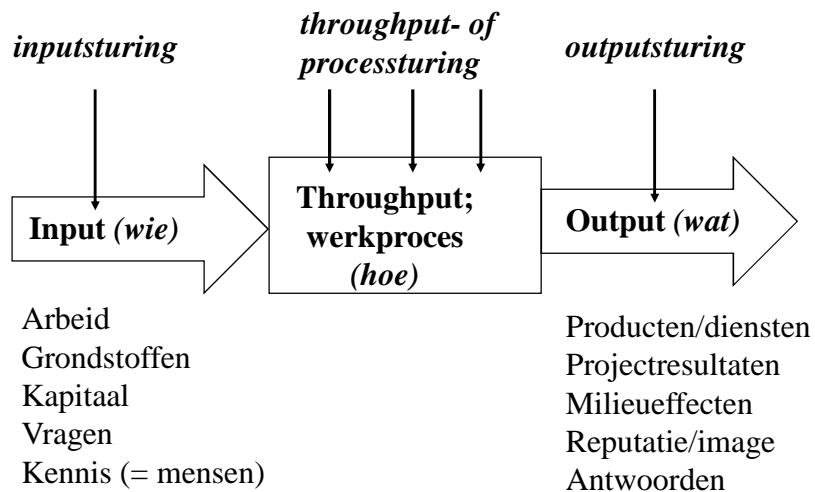 inputsturing
throughput- of
processturing
outputsturing
Input (wie)
Throughput;
werkproces
(hoe)
Output (wat)
Arbeid
Grondstoffen
Kapitaal
Vragen
Kennis (= mensen)
Producten/diensten
Projectresultaten
Milieueffecten
Reputatie/image
Antwoorden